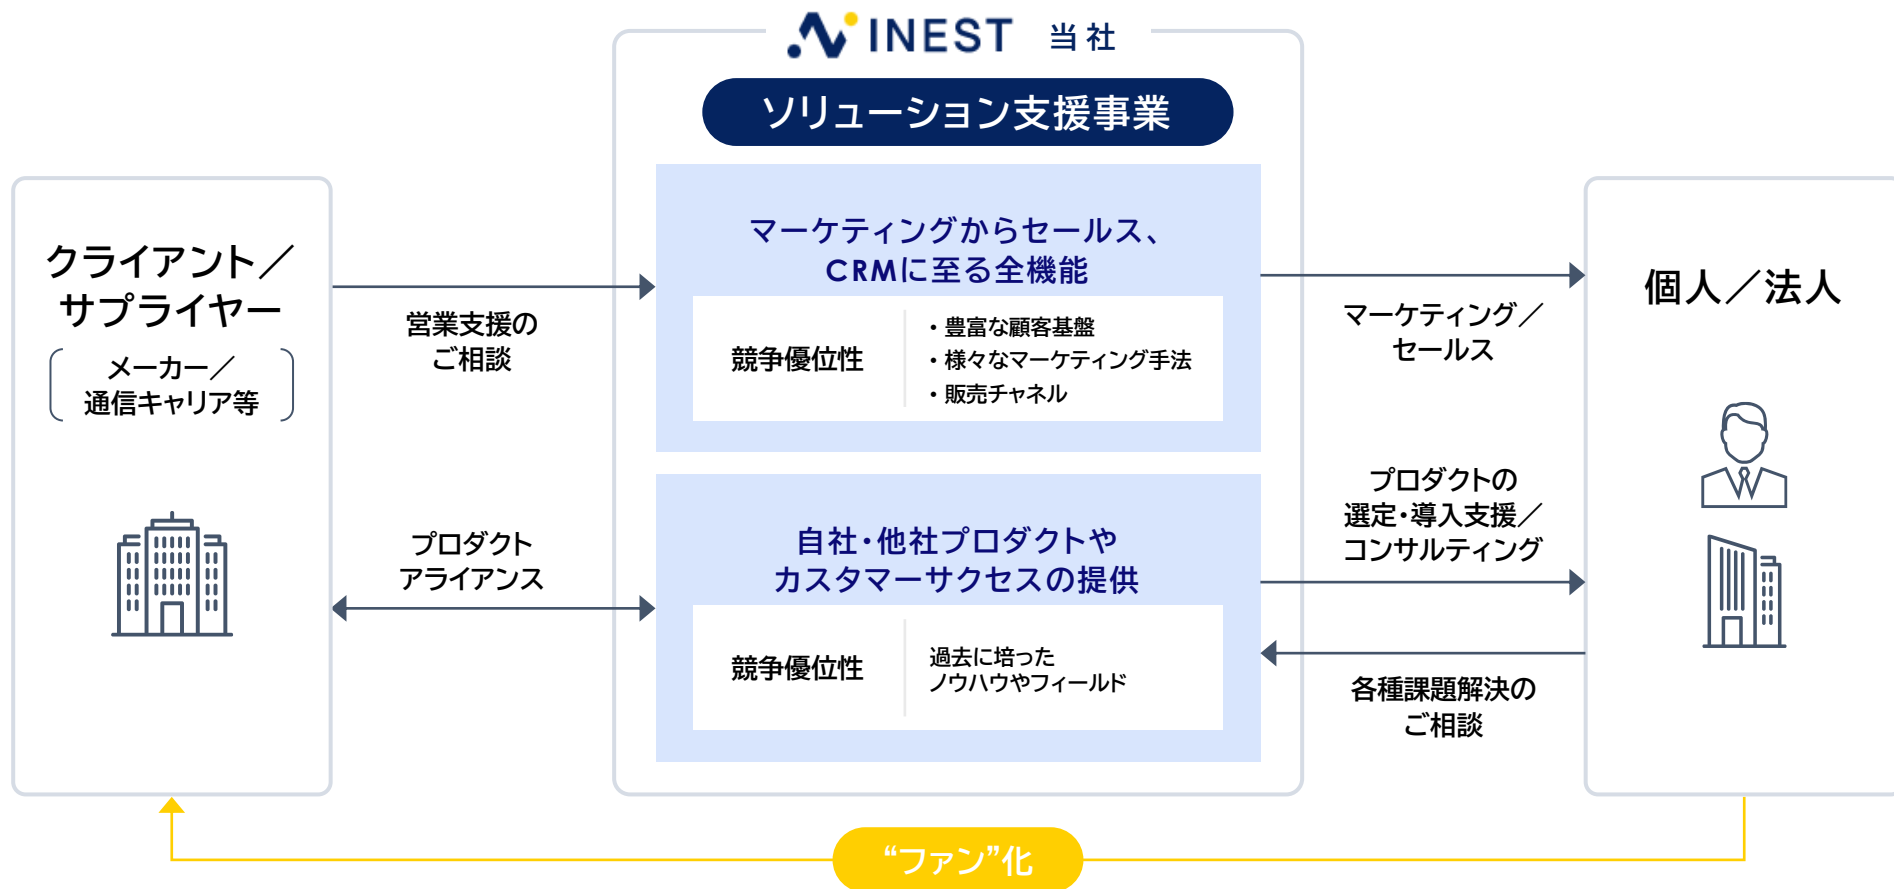 INEST 当社
ソリューション支援事業
クライアント／
サプライヤー
メーカー／
通信キャリア等
営業支援の
ご相談
プロダクト
アライアンス
マーケティングからセールス、
CRMに至る全機能
競争優位性
・豊富な顧客基盤
・様々なマーケティング手法
・販売チャネル
自社・他社プロダクトや
カスタマーサクセスの提供
競争優位性
過去に培った
ノウハウやフィールド
マーケティング／
セールス
プロダクトの
選定・導入支援／
コンサルティング
各種課題解決の
ご相談
個人／法人
“ファン”化